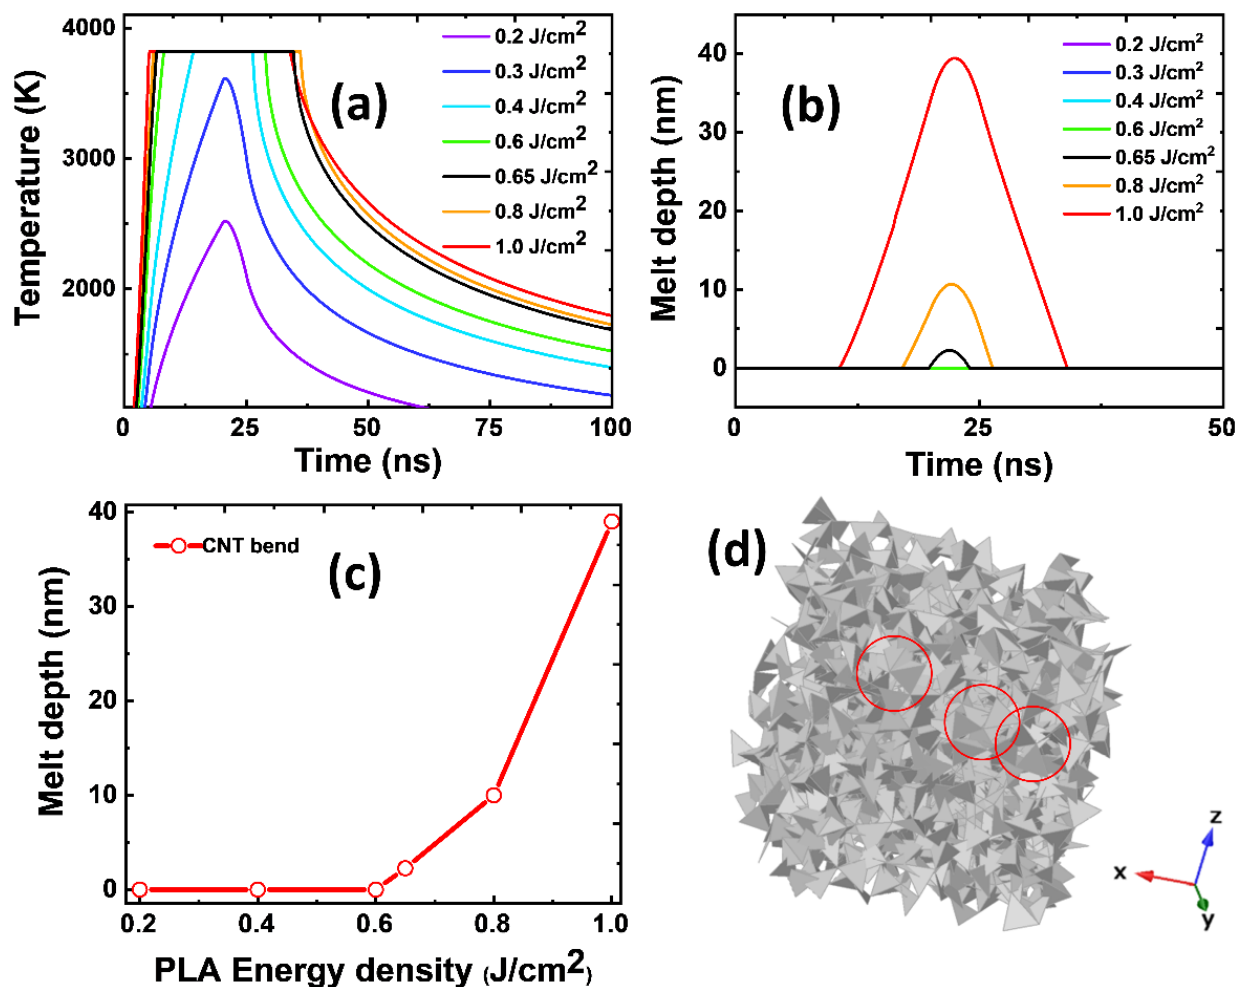 (a)
Temperature (K)
4000
3000
2000
0.2 J/cm²
0.3 J/cm²
0.4 J/cm²
0.6 J/cm²
0.65 J/cm²
0.8 J/cm²
1.0 J/cm²
0 25 50 75 100
Time (ns)
(b)
Melt depth (nm)
40
30
20
10
0
0.2 J/cm²
0.3 J/cm²
0.4 J/cm²
0.6 J/cm²
0.65 J/cm²
0.8 J/cm²
1.0 J/cm²
0 25 50
Time (ns)
(c)
Melt depth (nm)
40
30
20
10
0
CNT bend
0.2 0.4 0.6 0.8 1.0
PLA Energy density (J/cm²)
(d)
z
x
y